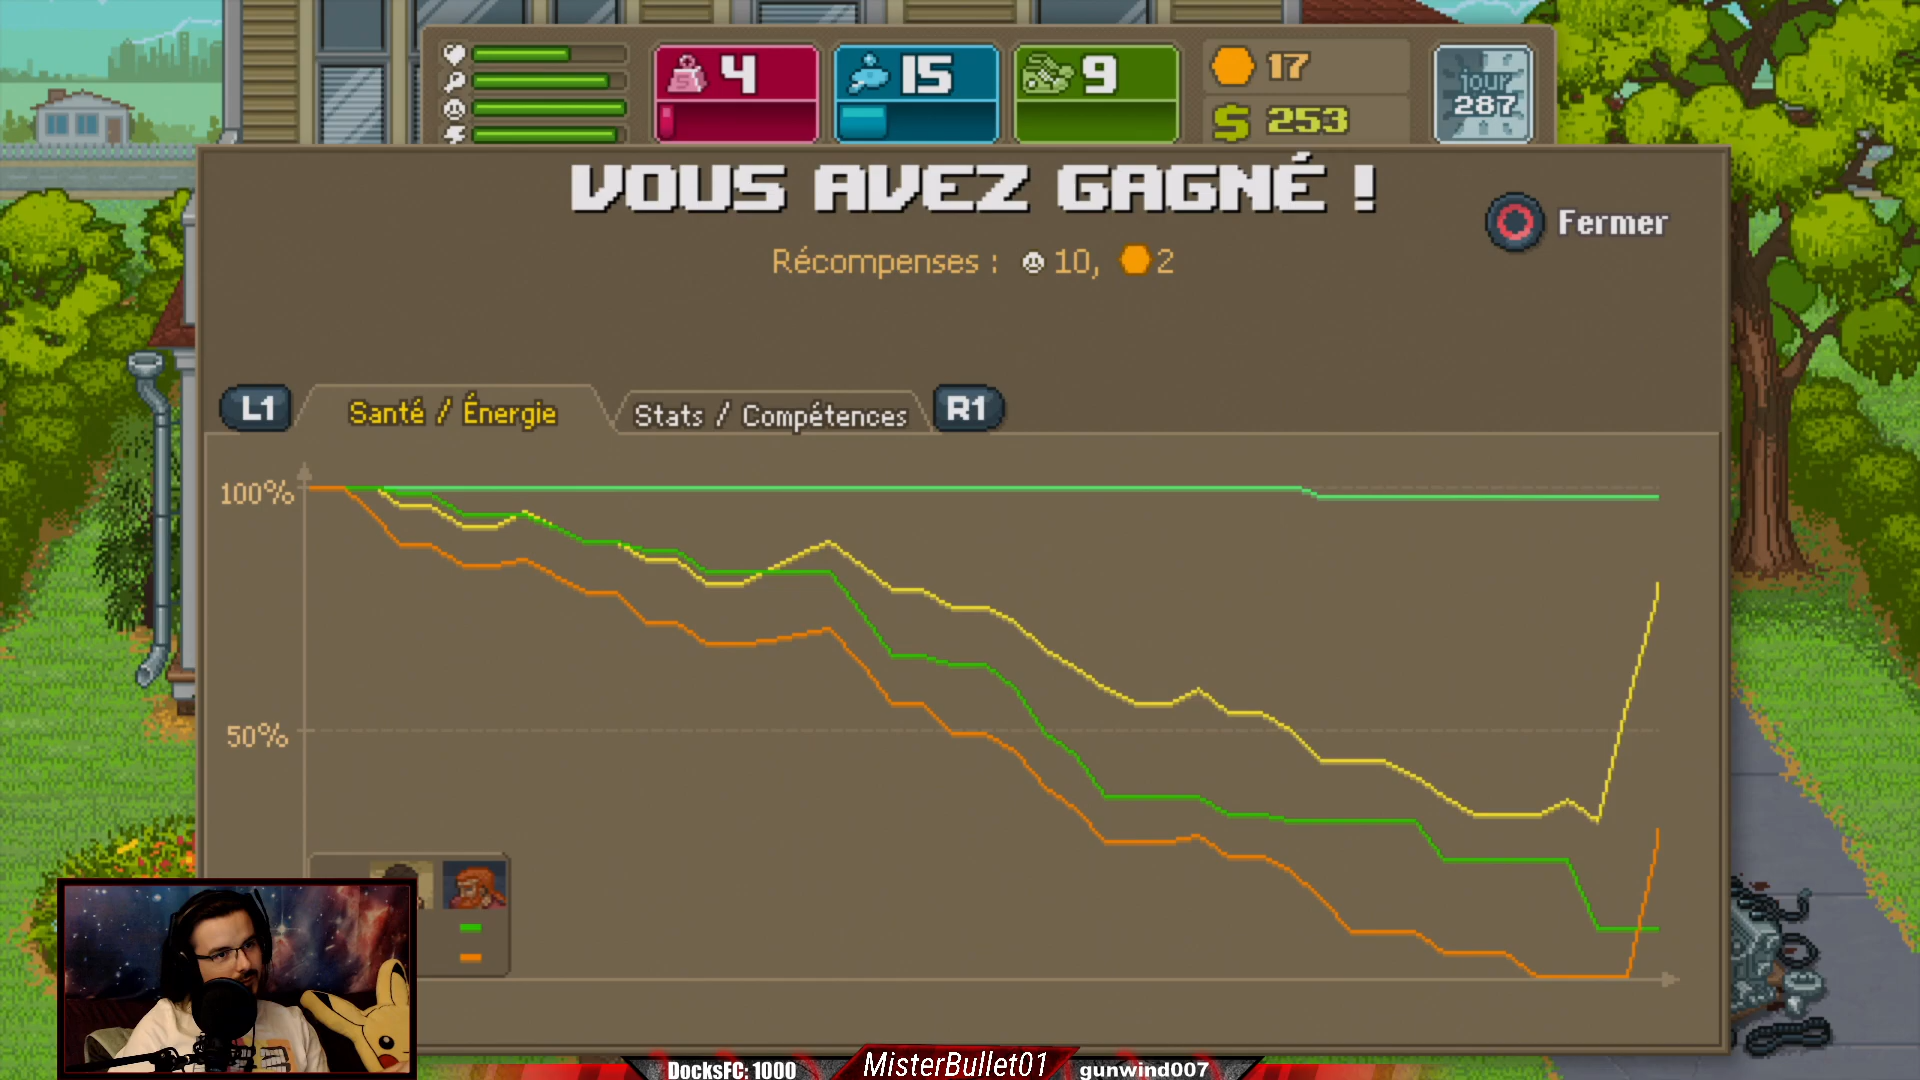 4 15 9 17
jour
287
$ 253
VOUS AVEZ GAGNÉ !
Fermer
Récompenses : 10, 2
L1 Santé / Énergie Stats / Compétences R1
100%
50%
DocksFC: 1000 MisterBullet01 gunwind007